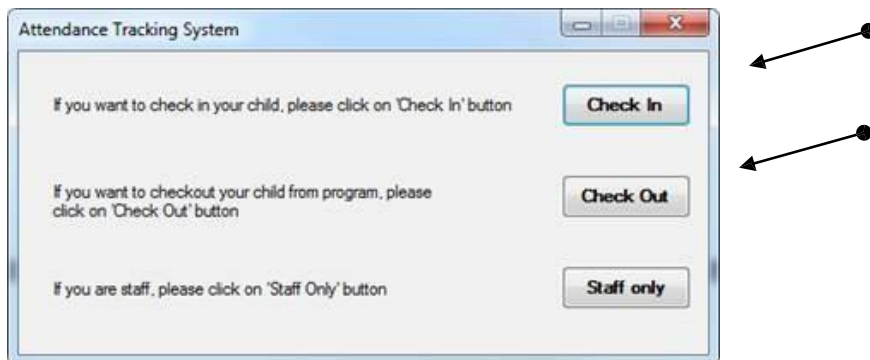 Attendance Tracking System
If you want to check in your child, please click on 'Check In' button
Check In
If you want to checkout your child from program, please
click on 'Check Out' button
Check Out
If you are staff, please click on 'Staff Only' button
Staff only